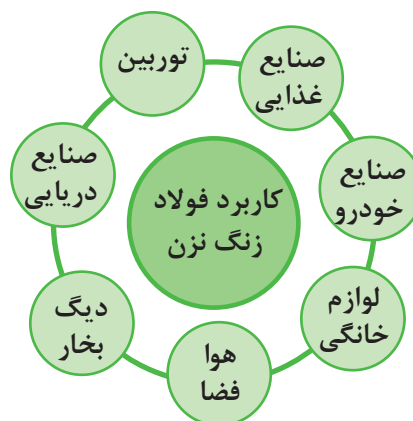 کاربرد فولاد
زنگ نزن
توربین
صنایع
غذایی
صنایع
خودرو
لوازم
خانگی
هوا
فضا
دیگ
بخار
صنایع
دریایی